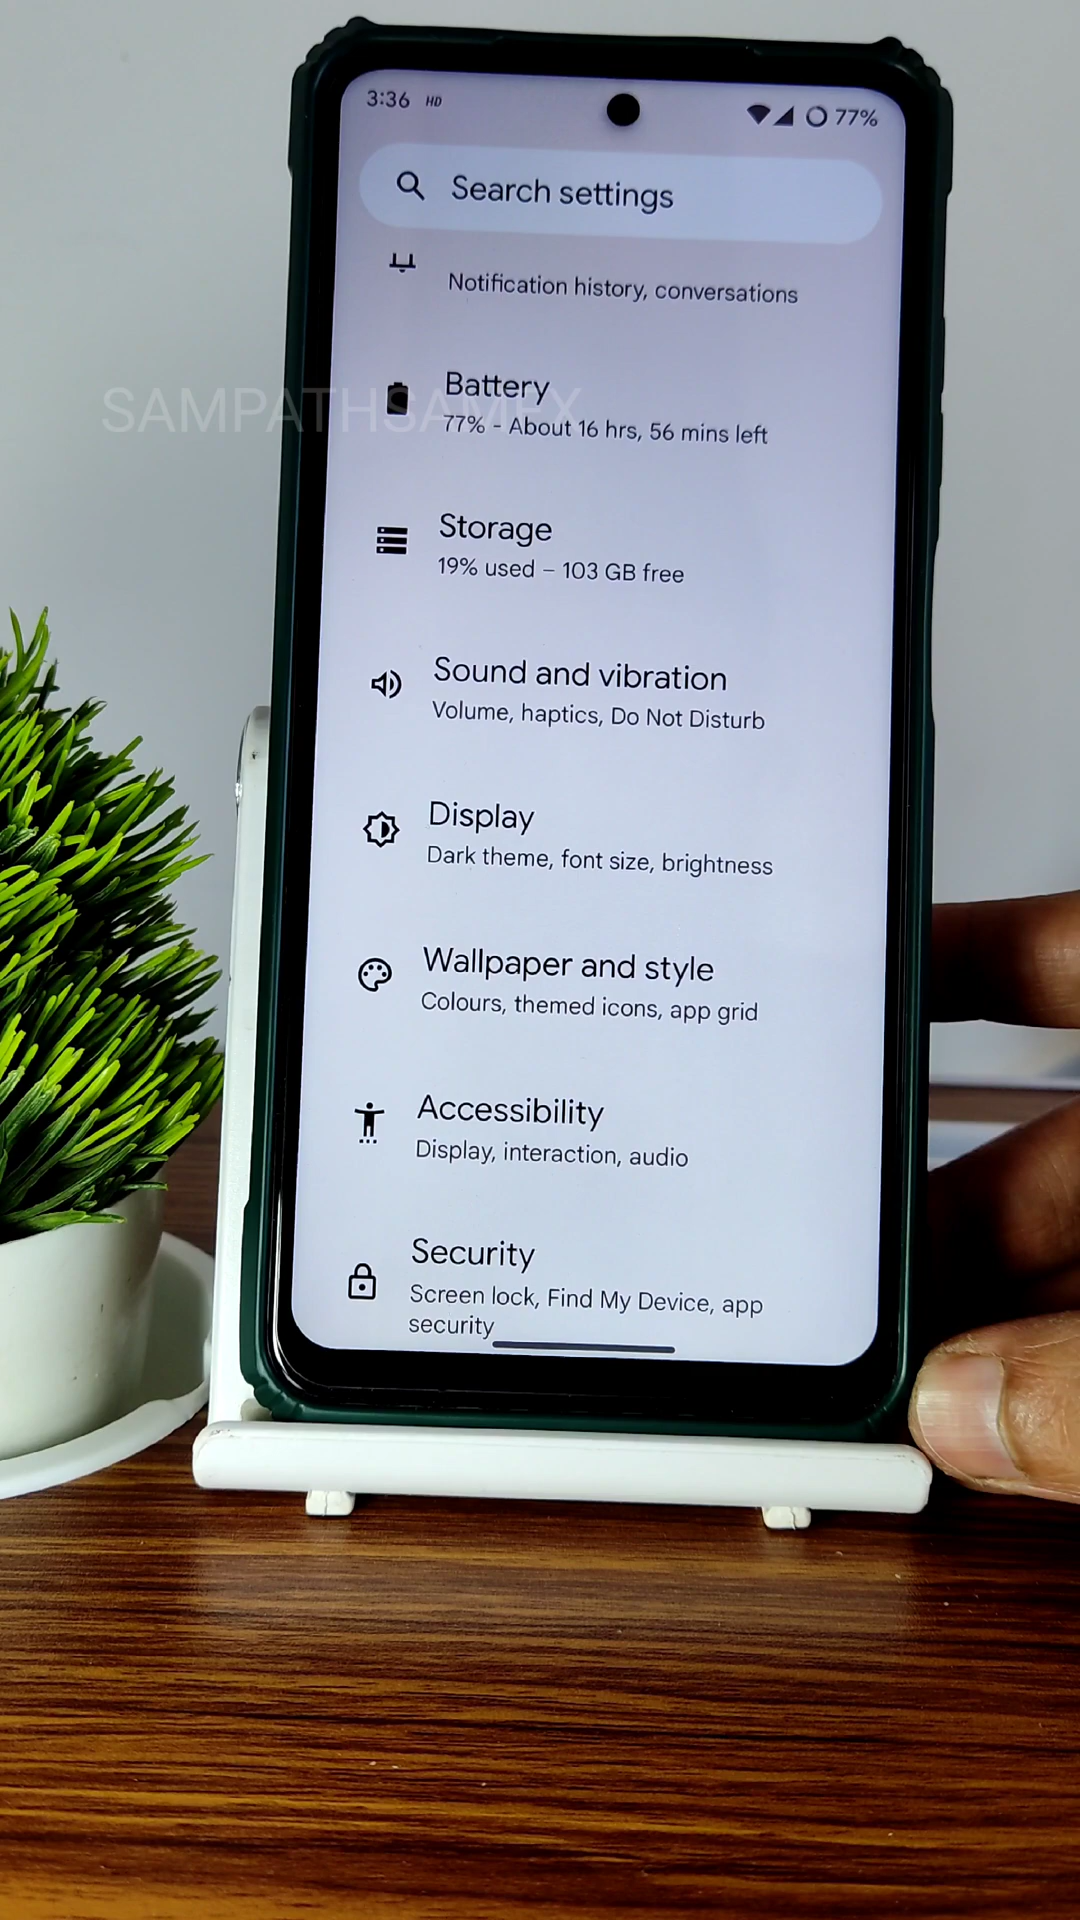 3:36 HD 77%
Search settings
Notification history, conversations
Battery
SAMPATHSAMEX
77% - About 16 hrs, 56 mins left
Storage
19% used – 103 GB free
Sound and vibration
Volume, haptics, Do Not Disturb
Display
Dark theme, font size, brightness
Wallpaper and style
Colours, themed icons, app grid
Accessibility
Display, interaction, audio
Security
Screen lock, Find My Device, app
security